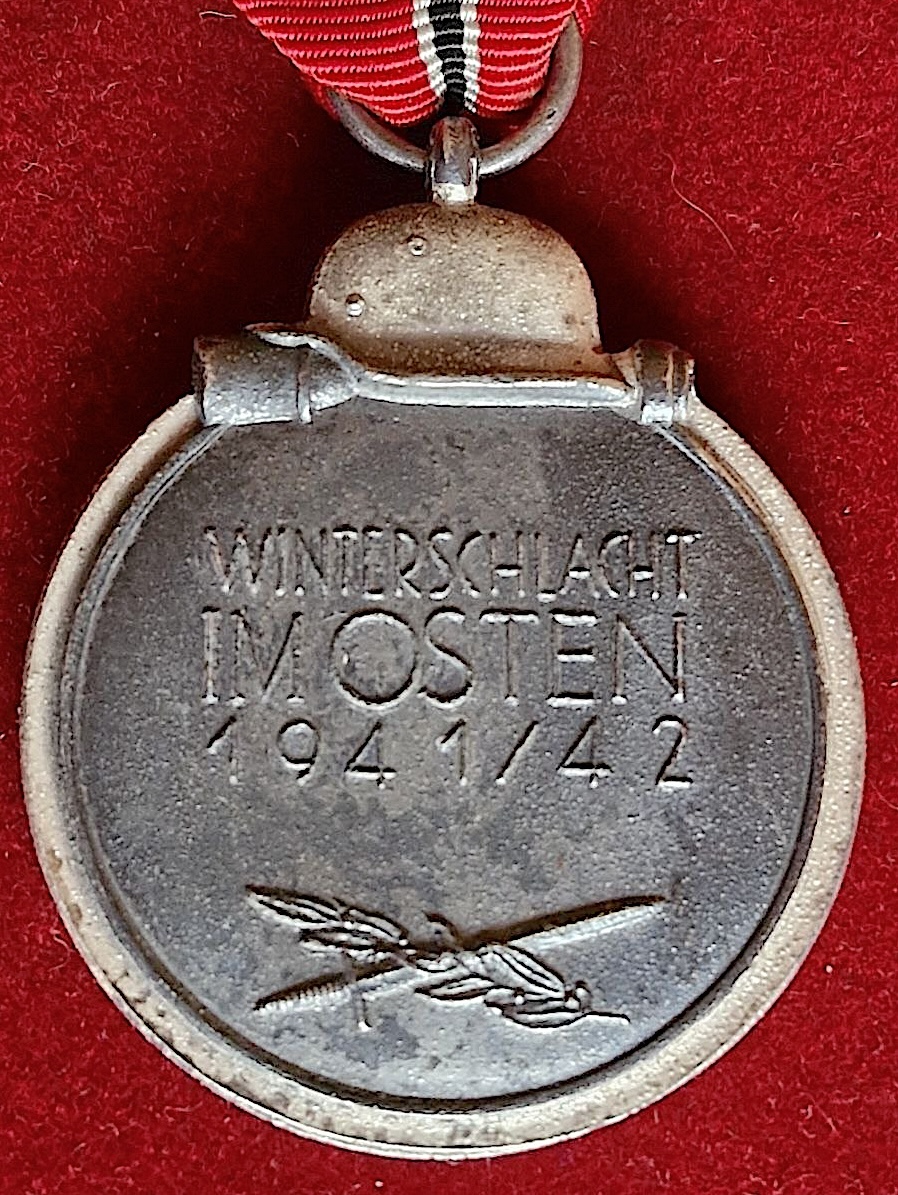 WINTERSCHLACHT
IM OSTEN
1941/42